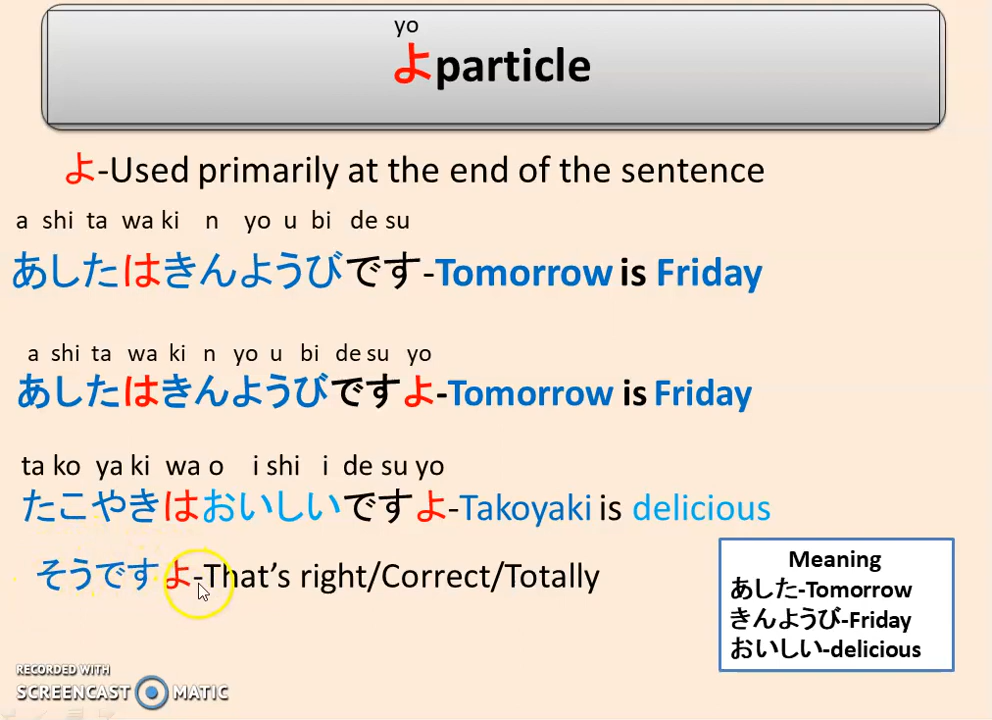 yo
よparticle
よ-Used primarily at the end of the sentence
a shi ta wa ki n yo u bi de su
あしたはきんようびです-Tomorrow is Friday
a shi ta wa ki n yo u bi de su yo
あしたはきんようびですよ-Tomorrow is Friday
ta ko ya ki wa o i shi i de su yo
たこやきはおいしいですよ-Takoyaki is delicious
そうですよ-That's right/Correct/Totally
Meaning
あした-Tomorrow
きんようび-Friday
おいしい-delicious
RECORDED WITH
SCREENCAST MATIC